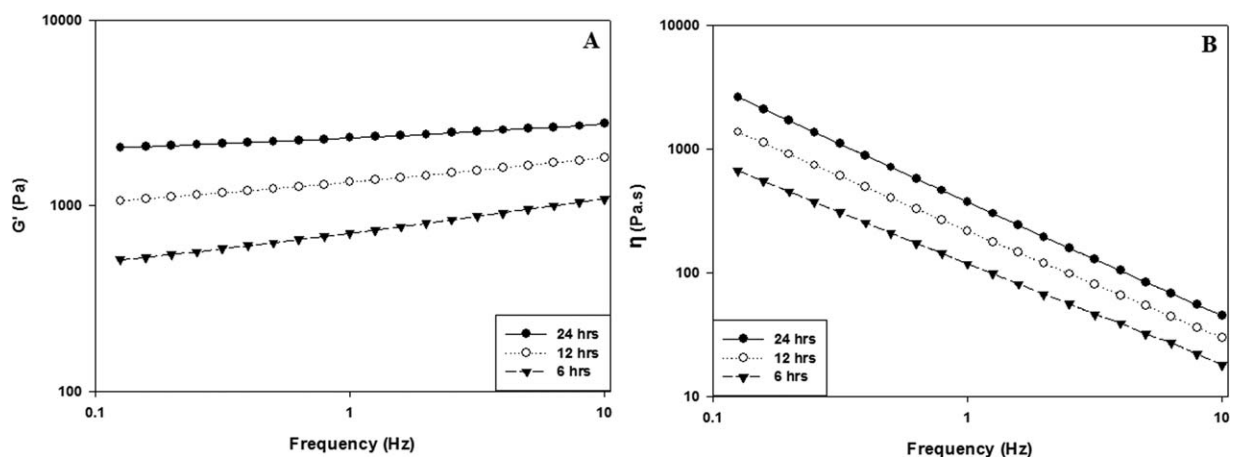 A
10000
1000
100
G' (Pa)
24 hrs
12 hrs
6 hrs
0.1 1 10
Frequency (Hz)
B
10000
1000
100
10
η (Pa.s)
24 hrs
12 hrs
6 hrs
0.1 1 10
Frequency (Hz)